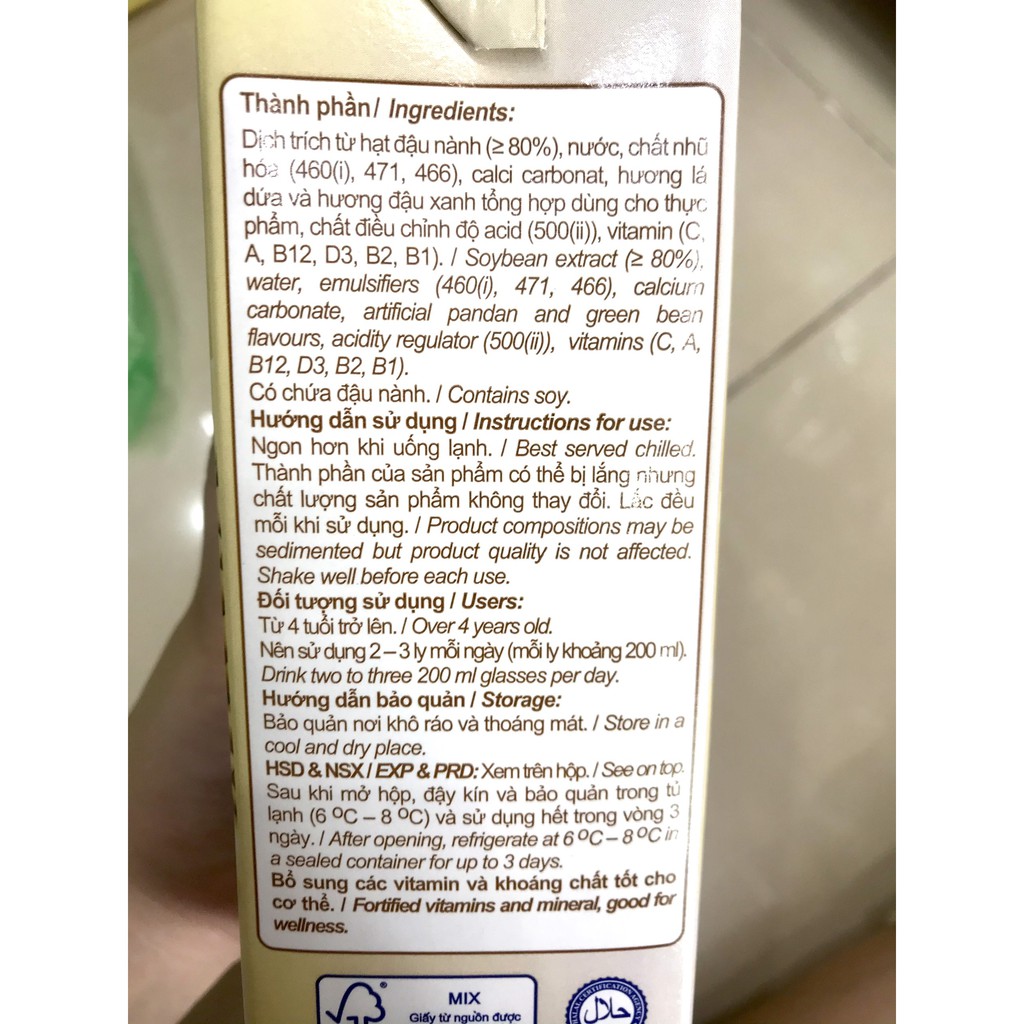 Thành phần/ Ingredients:
Dịch trích từ hạt đậu nành (≥ 80%), nước, chất nhũ
hóa (460(i), 471, 466), calci carbonat, hương lá
dứa và hương đậu xanh tổng hợp dùng cho thực
phẩm, chất điều chỉnh độ acid (500(ii)), vitamin (C,
A, B12, D3, B2, B1). / Soybean extract (≥ 80%),
water, emulsifiers (460(i), 471, 466), calcium
carbonate, artificial pandan and green bean
flavours, acidity regulator (500(ii)), vitamins (C, A,
B12, D3, B2, B1).
Có chứa đậu nành. / Contains soy.
Hướng dẫn sử dụng / Instructions for use:
Ngon hơn khi uống lạnh. / Best served chilled.
Thành phần của sản phẩm có thể bị lắng nhưng
chất lượng sản phẩm không thay đổi. Lắc đều
mỗi khi sử dụng. / Product compositions may be
sedimented but product quality is not affected.
Shake well before each use.
Đối tượng sử dụng / Users:
Từ 4 tuổi trở lên. / Over 4 years old.
Nên sử dụng 2 – 3 ly mỗi ngày (mỗi ly khoảng 200 ml).
Drink two to three 200 ml glasses per day.
Hướng dẫn bảo quản / Storage:
Bảo quản nơi khô ráo và thoáng mát. / Store in a
cool and dry place.
HSD & NSX / EXP & PRD: Xem trên hộp. / See on top.
Sau khi mở hộp, đậy kín và bảo quản trong tủ
lạnh (6 ºC – 8 ºC) và sử dụng hết trong vòng 3
ngày. / After opening, refrigerate at 6 ºC – 8 ºC in
a sealed container for up to 3 days.
Bổ sung các vitamin và khoáng chất tốt cho
cơ thể. / Fortified vitamins and mineral, good for
wellness.
MIX
Giấy từ nguồn được
حلال